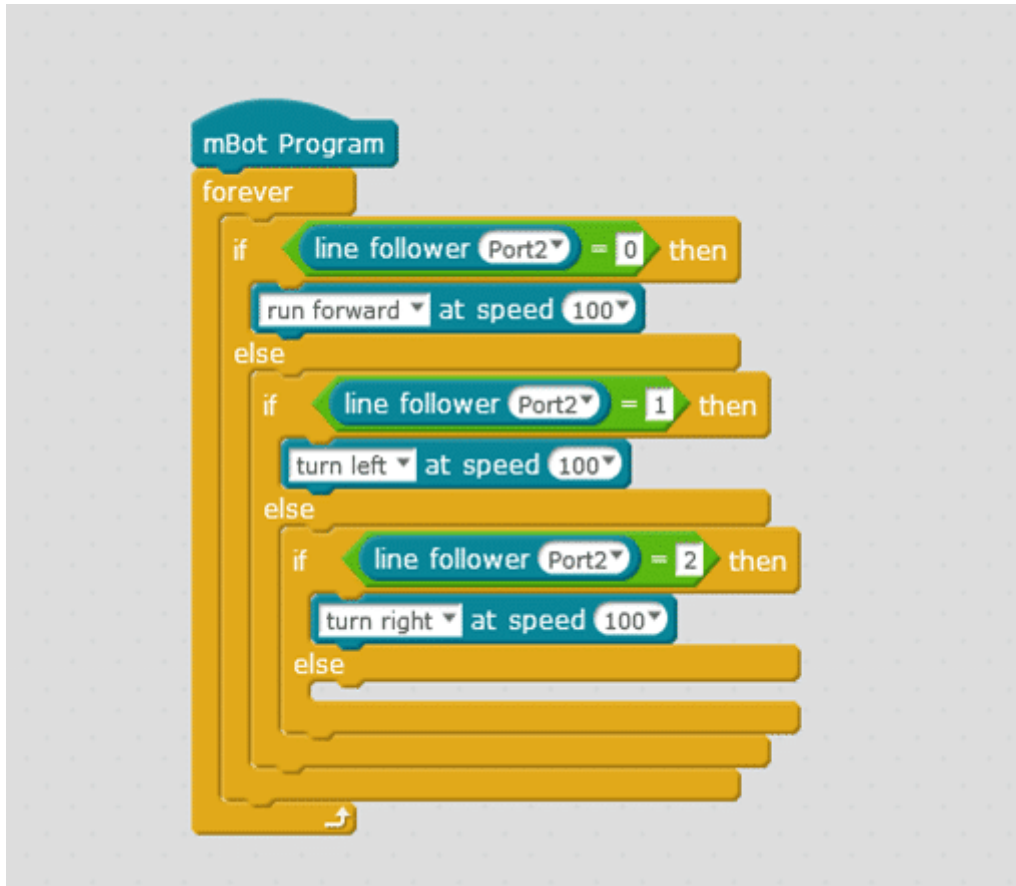 mBot Program
forever
if line follower Port2 = 0 then
run forward at speed 100
else
if line follower Port2 = 1 then
turn left at speed 100
else
if line follower Port2 = 2 then
turn right at speed 100
else